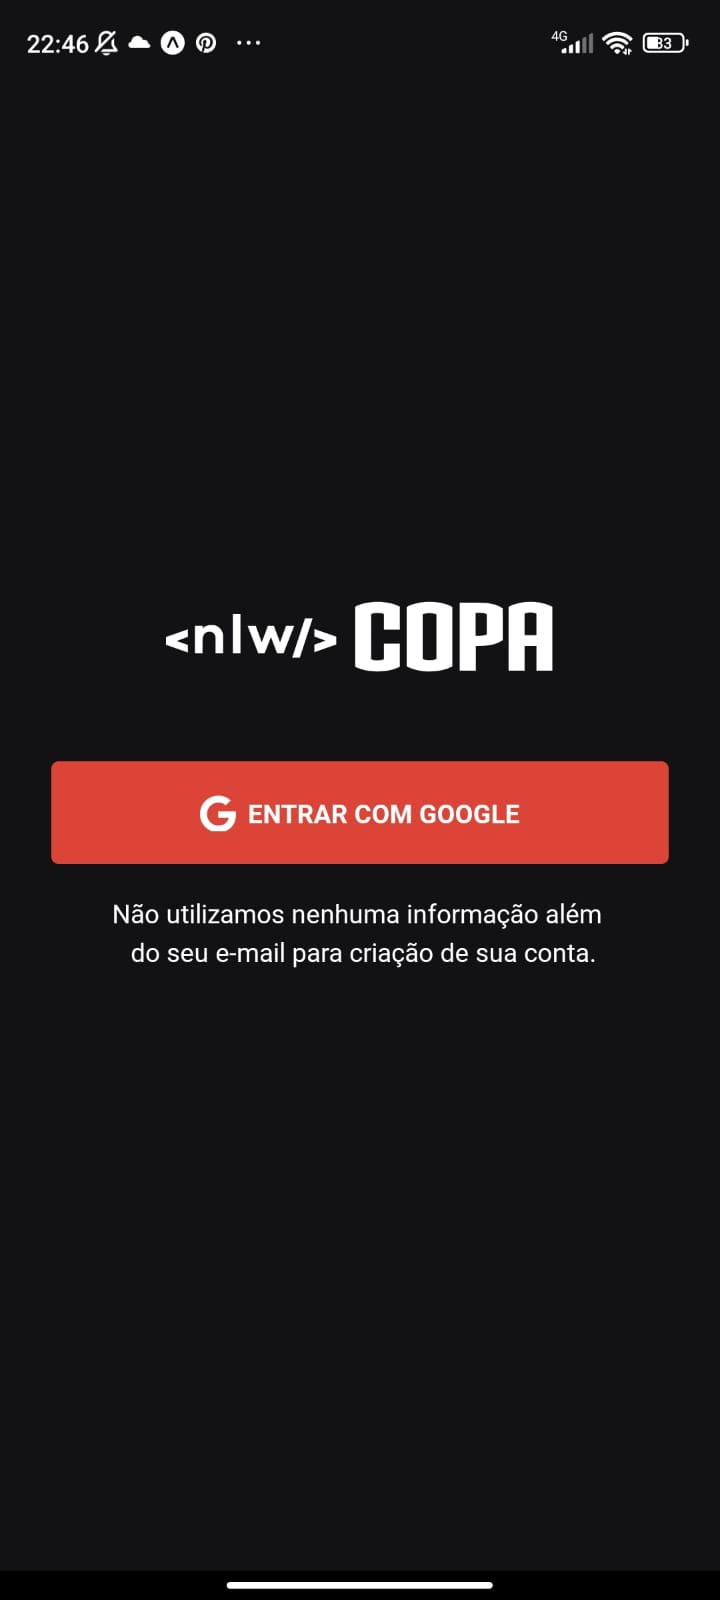 22:46
4G
33
<nlw/> COPA
G ENTRAR COM GOOGLE
Não utilizamos nenhuma informação além
do seu e-mail para criação de sua conta.